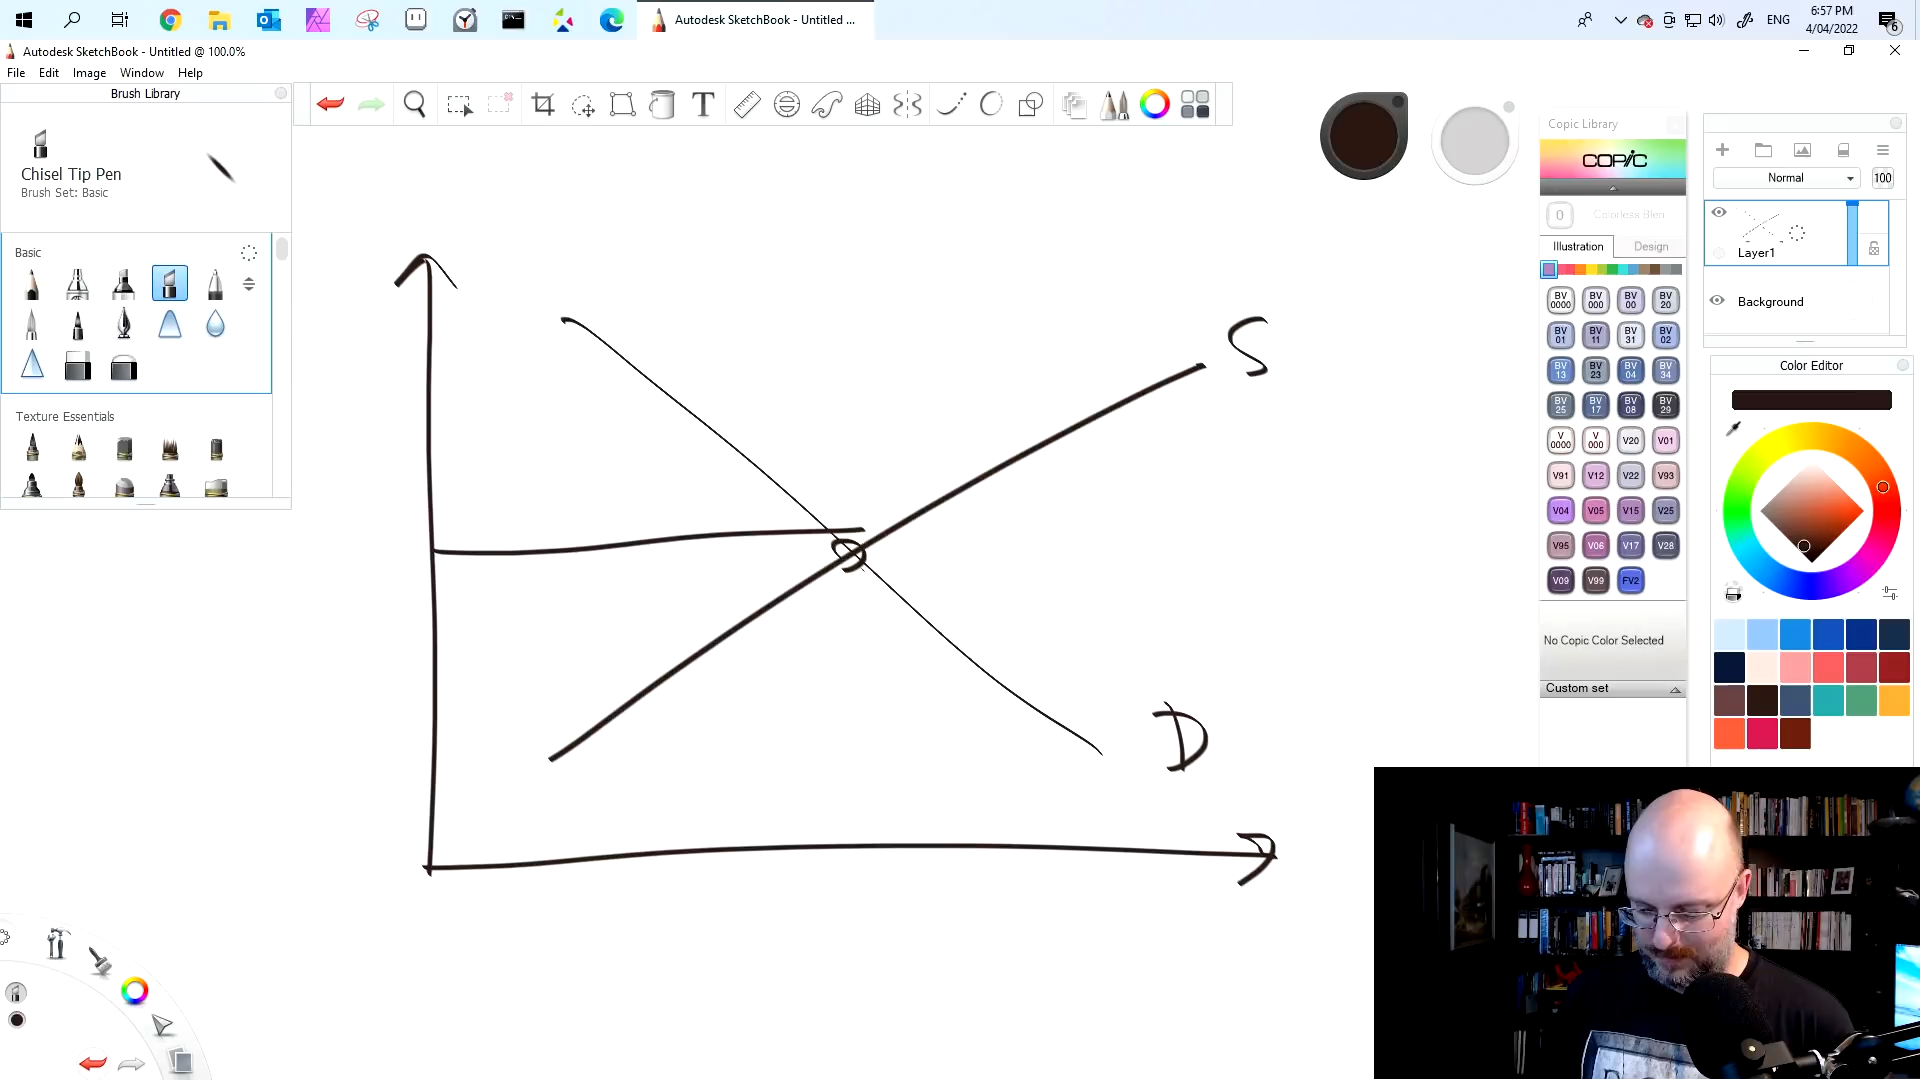 Autodesk SketchBook - Untitled ...
ENG
6:57 PM
4/04/2022
6
Autodesk SketchBook - Untitled @ 100.0%
File Edit Image Window Help
Brush Library
Chisel Tip Pen
Brush Set: Basic
Basic
Texture Essentials
T
S
D
Copic Library
COPIC
0 Colorless Blen
Illustration Design
BV 0000 BV 000 BV 00 BV 20
BV 01 BV 11 BV 31 BV 02
BV 13 BV 23 BV 04 BV 34
BV 25 BV 17 BV 08 BV 29
V 0000 V 000 V20 V01
V91 V12 V22 V93
V04 V05 V15 V25
V95 V06 V17 V28
V09 V99 FV2
No Copic Color Selected
Custom set
Normal 100
Layer1
Background
Color Editor